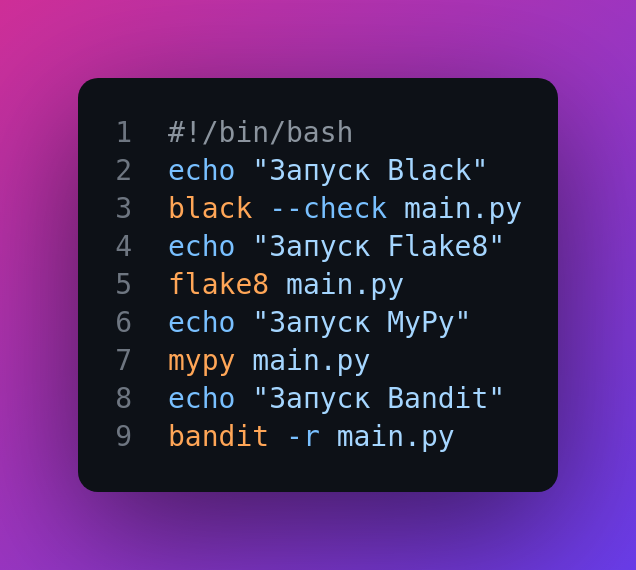 1 #!/bin/bash
2 echo "Запуск Black"
3 black --check main.py
4 echo "Запуск Flake8"
5 flake8 main.py
6 echo "Запуск MyPy"
7 mypy main.py
8 echo "Запуск Bandit"
9 bandit -r main.py